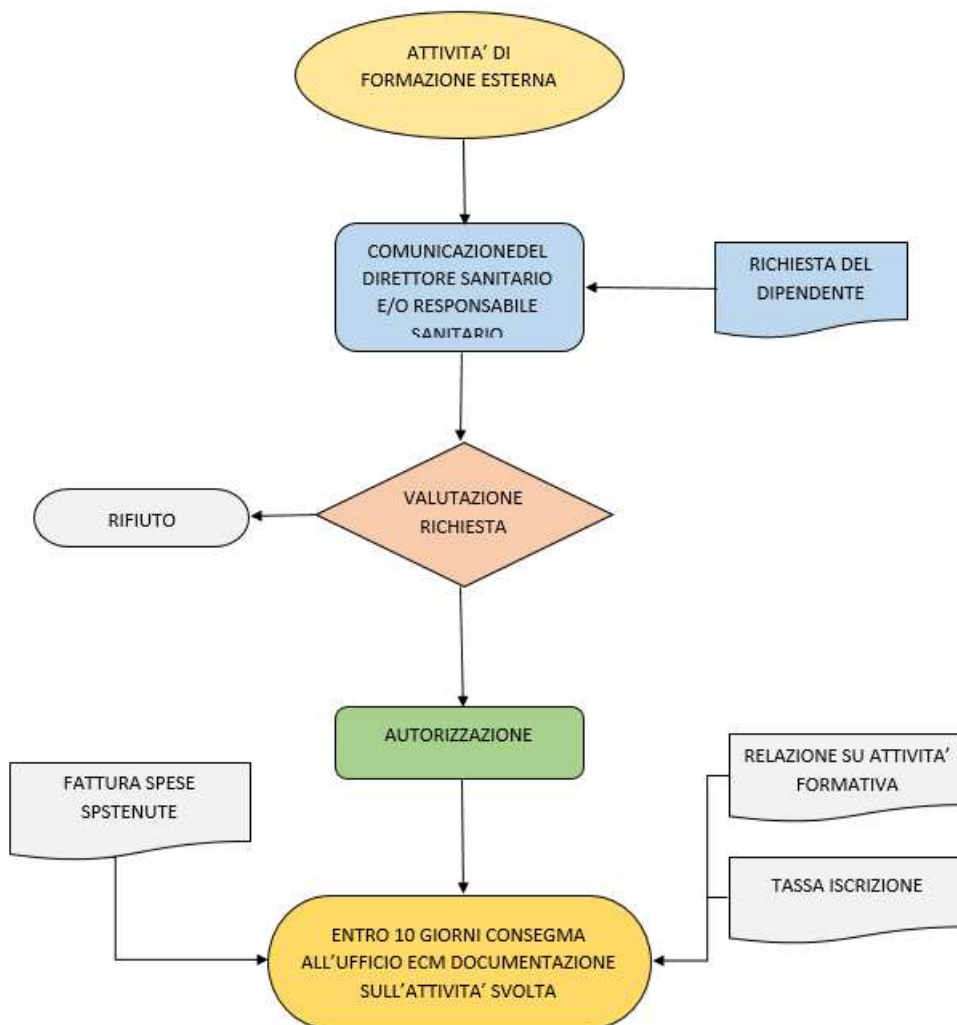 ATTIVITA’ DI
FORMAZIONE ESTERNA
COMUNICAZIONEDEL
DIRETTORE SANITARIO
E/O RESPONSABILE
SANITARIO
RICHIESTA DEL
DIPENDENTE
VALUTAZIONE
RICHIESTA
RIFIUTO
AUTORIZZAZIONE
FATTURA SPESE
SPSTENUTE
RELAZIONE SU ATTIVITA’
FORMATIVA
TASSA ISCRIZIONE
ENTRO 10 GIORNI CONSEGMA
ALL’UFFICIO ECM DOCUMENTAZIONE
SULL’ATTIVITA’ SVOLTA